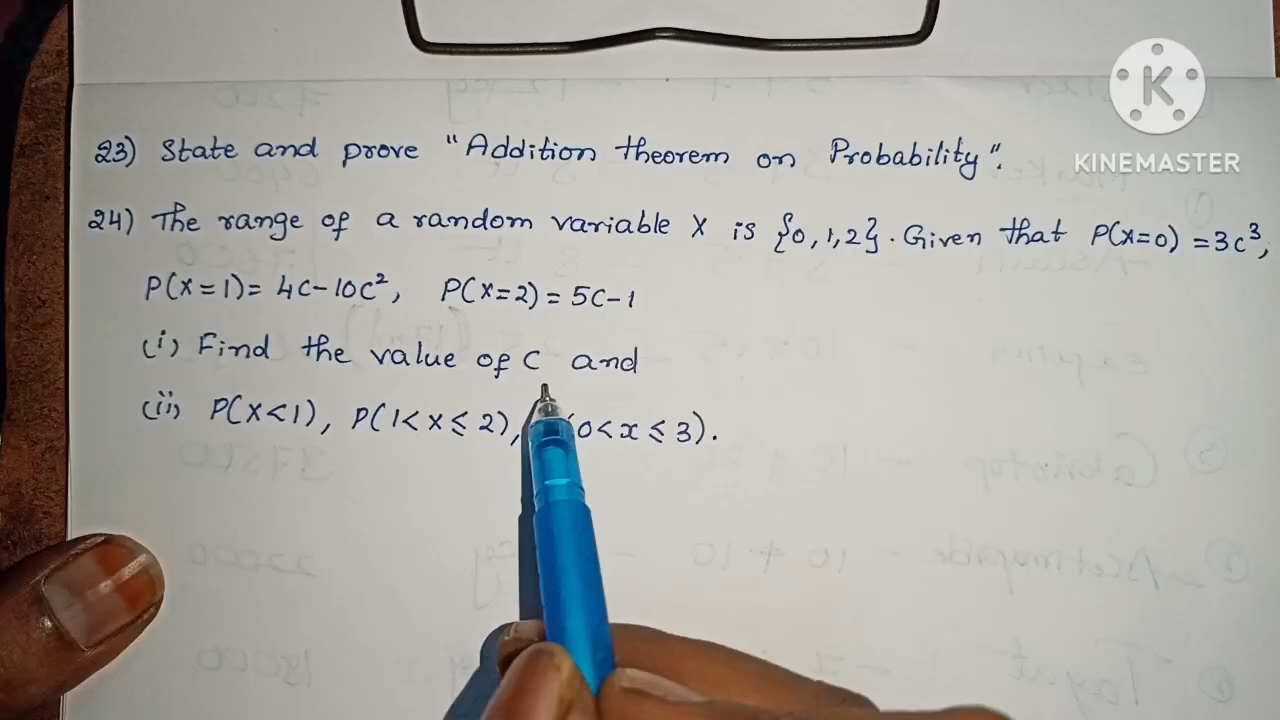 KINEMASTER
23) State and prove "Addition theorem on Probability".
24) The range of a random variable X is {0,1,2}. Given that P(x=0) = 3c³,
P(x=1)= 4c-10c², P(x=2)= 5c-1
(i) Find the value of C and
(ii) P(X<1), P(1<x≤2), (0<x≤3).